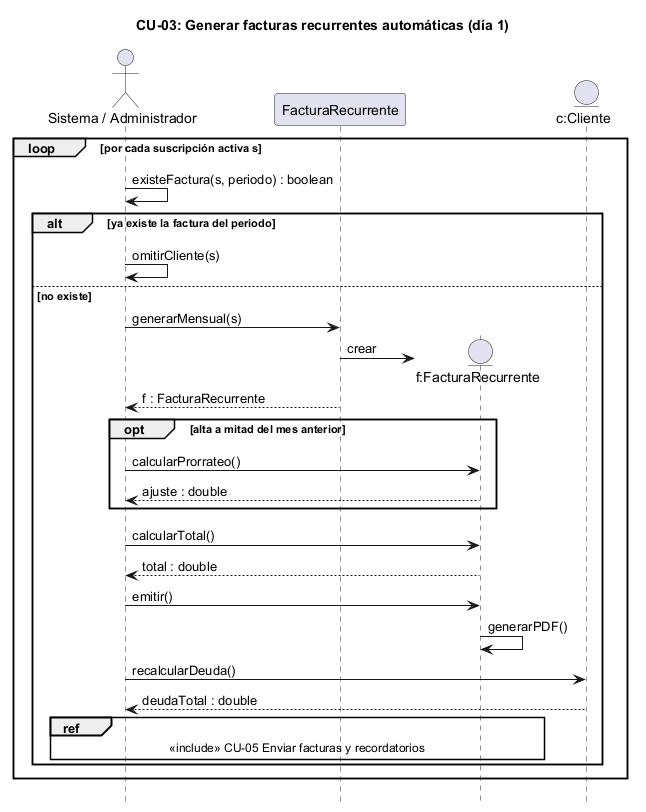 CU-03: Generar facturas recurrentes automáticas (día 1)
Sistema / Administrador
FacturaRecurrente
c:Cliente
loop [por cada suscripción activa s]
existeFactura(s, periodo) : boolean
alt [ya existe la factura del periodo]
omitirCliente(s)
[no existe]
generarMensual(s)
crear
f:FacturaRecurrente
f : FacturaRecurrente
opt [alta a mitad del mes anterior]
calcularProrrateo()
ajuste : double
calcularTotal()
total : double
emitir()
generarPDF()
recalcularDeuda()
deudaTotal : double
ref
«include» CU-05 Enviar facturas y recordatorios